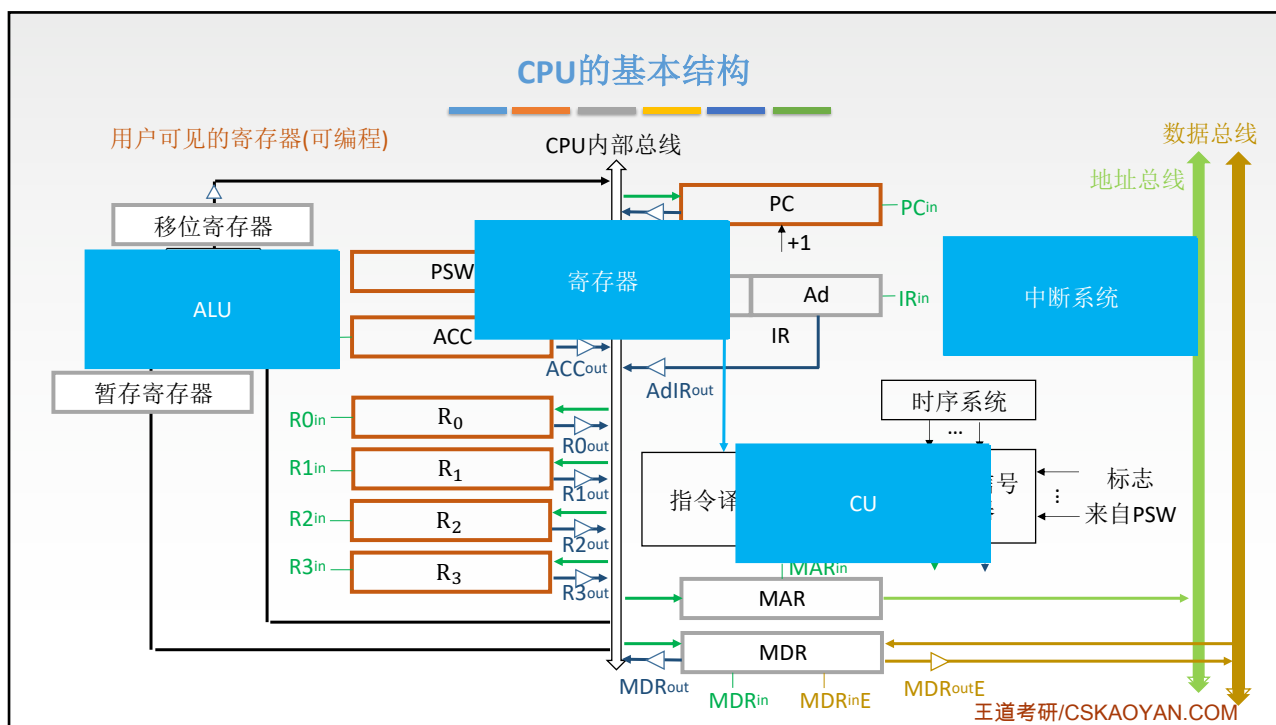 CPU的基本结构
用户可见的寄存器(可编程)
CPU内部总线
数据总线
地址总线
移位寄存器
PC
PCin
+1
PSW
寄存器
ALU
中断系统
Ad
IRin
ACC
IR
ACCout
AdIRout
暂存寄存器
时序系统
...
R0in
R0
R0out
R1in
R1
R1out
指令译
CU
信号
标志
...
来自PSW
R2in
R2
R2out
R3in
R3
R3out
MARin
MAR
MDR
MDRout
MDRin
MDRinE
MDRoutE
王道考研/CSKAOYAN.COM